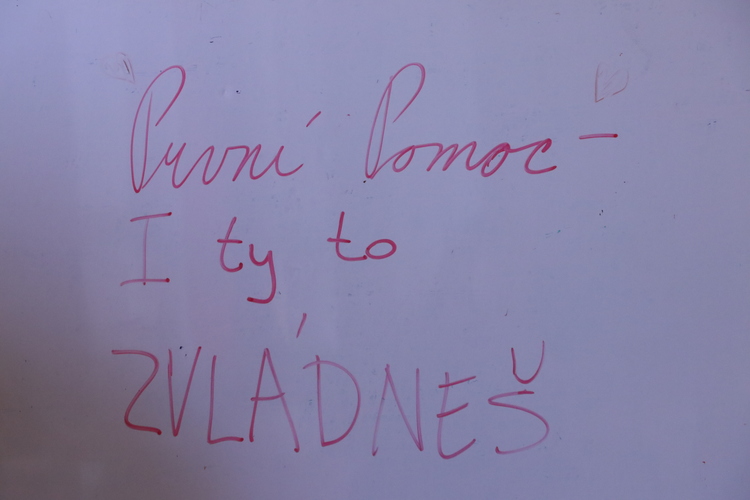 První Pomoc -
I ty to
ZVLÁDNEŠ